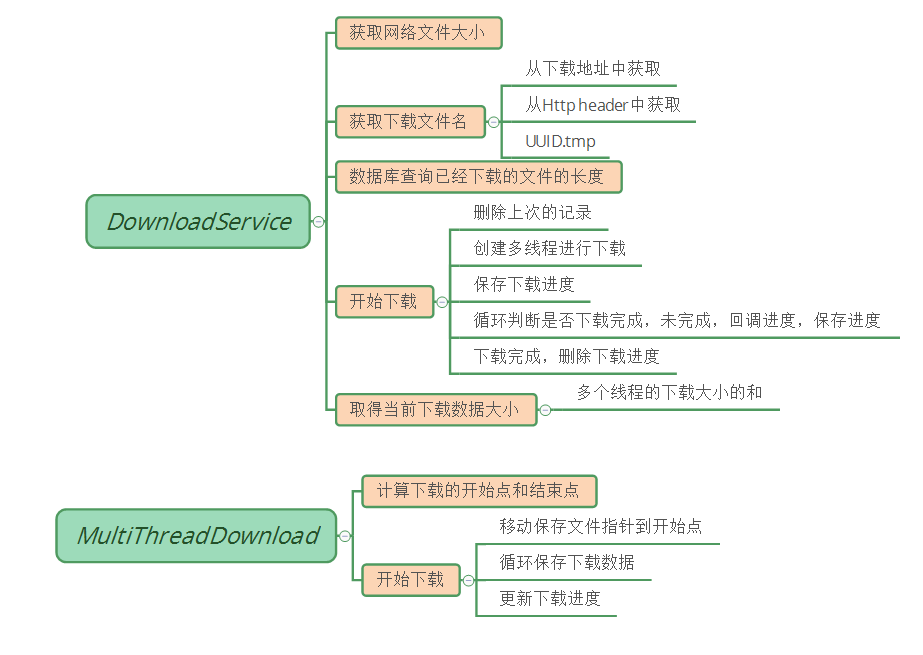 获取网络文件大小
从下载地址中获取
从Http header中获取
获取下载文件名
UUID.tmp
数据库查询已经下载的文件的长度
DownloadService
删除上次的记录
创建多线程进行下载
保存下载进度
开始下载
循环判断是否下载完成，未完成，回调进度，保存进度
下载完成，删除下载进度
多个线程的下载大小的和
取得当前下载数据大小
计算下载的开始点和结束点
移动保存文件指针到开始点
MultiThreadDownload
循环保存下载数据
开始下载
更新下载进度